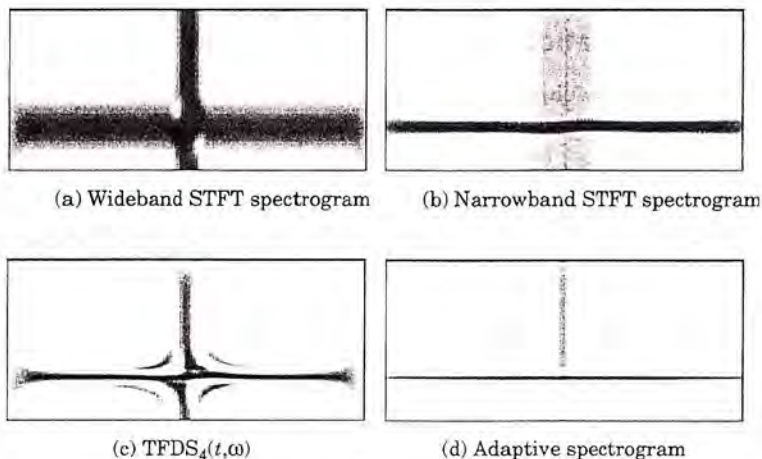 (a) Wideband STFT spectrogram
(b) Narrowband STFT spectrogram
(c) TFDS₄(t,ω)
(d) Adaptive spectrogram